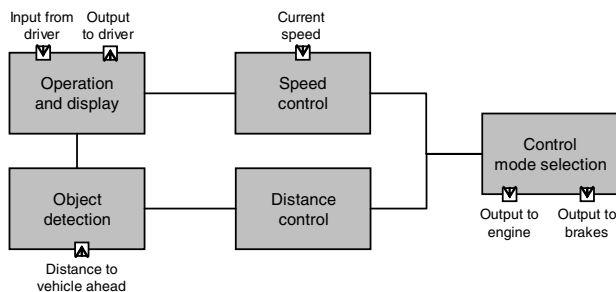 Input from
driver
Output
to driver
Current
speed
Operation
and display
Speed
control
Control
mode selection
Object
detection
Distance
control
Output to
engine
Output to
brakes
Distance to
vehicle ahead